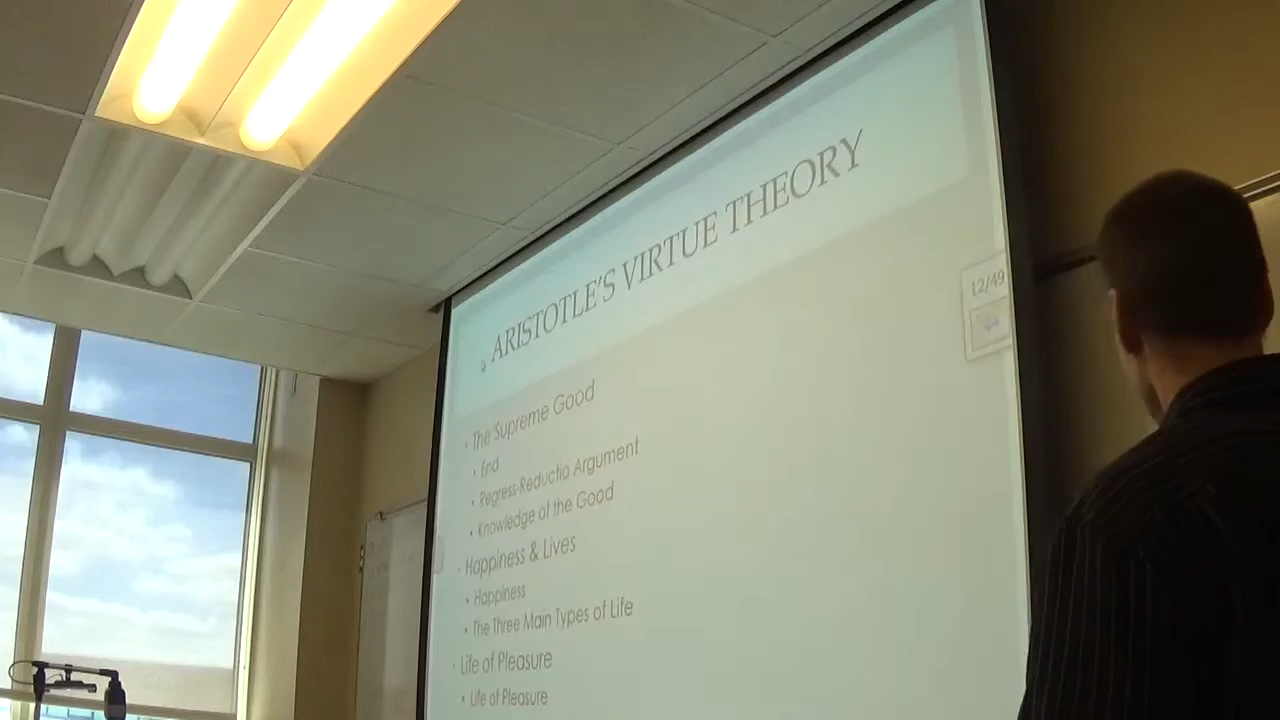 ARISTOTLE'S VIRTUE THEORY
12/49
The Supreme Good
End
Regress-Reductio Argument
Knowledge of the Good
Happiness & Lives
Happiness
The Three Main Types of Life
Life of Pleasure
Life of Pleasure